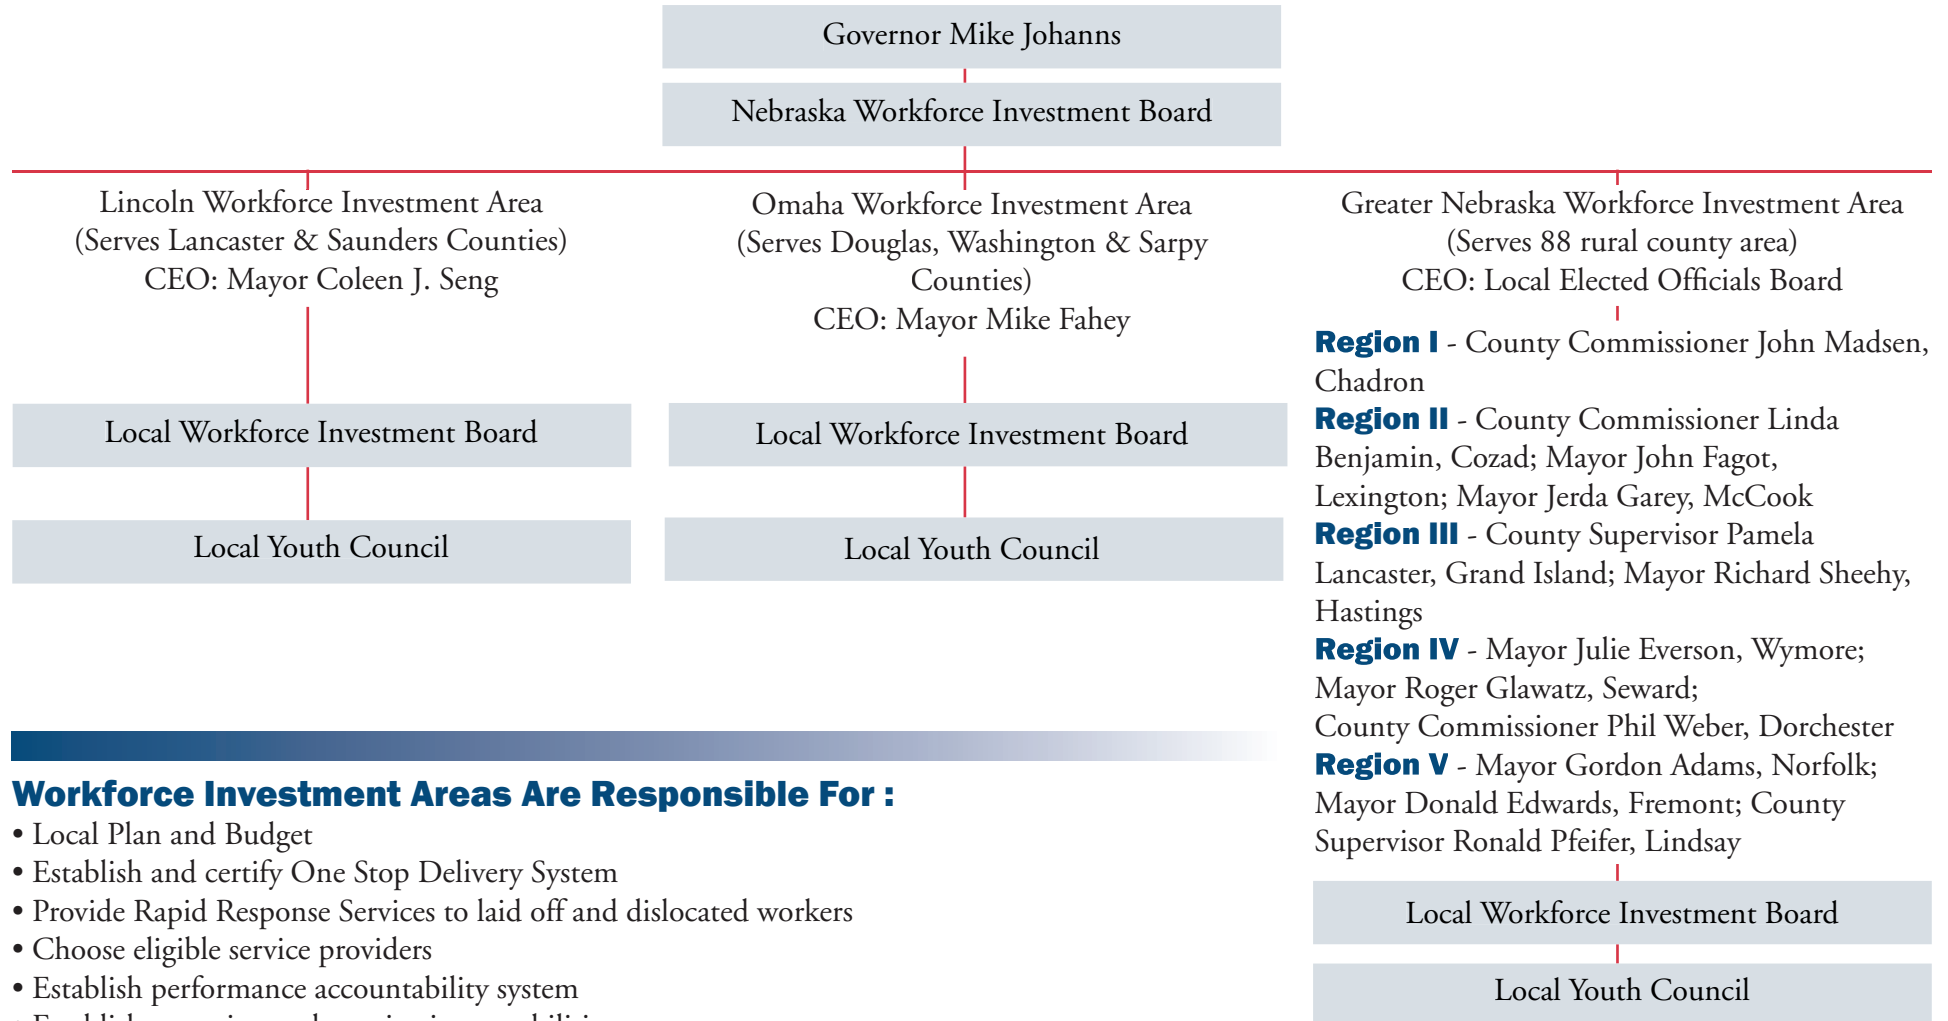 Governor Mike Johanns
Nebraska Workforce Investment Board
Lincoln Workforce Investment Area
(Serves Lancaster & Saunders Counties)
CEO: Mayor Coleen J. Seng
Local Workforce Investment Board
Local Youth Council
Omaha Workforce Investment Area
(Serves Douglas, Washington & Sarpy
Counties)
CEO: Mayor Mike Fahey
Local Workforce Investment Board
Local Youth Council
Greater Nebraska Workforce Investment Area
(Serves 88 rural county area)
CEO: Local Elected Officials Board
Region I - County Commissioner John Madsen,
Chadron
Region II - County Commissioner Linda
Benjamin, Cozad; Mayor John Fagot,
Lexington; Mayor Jerda Garey, McCook
Region III - County Supervisor Pamela
Lancaster, Grand Island; Mayor Richard Sheehy,
Hastings
Region IV - Mayor Julie Everson, Wymore;
Mayor Roger Glawatz, Seward;
County Commissioner Phil Weber, Dorchester
Region V - Mayor Gordon Adams, Norfolk;
Mayor Donald Edwards, Fremont; County
Supervisor Ronald Pfeifer, Lindsay
Local Workforce Investment Board
Local Youth Council
Workforce Investment Areas Are Responsible For :
• Local Plan and Budget
• Establish and certify One Stop Delivery System
• Provide Rapid Response Services to laid off and dislocated workers
• Choose eligible service providers
• Establish performance accountability system